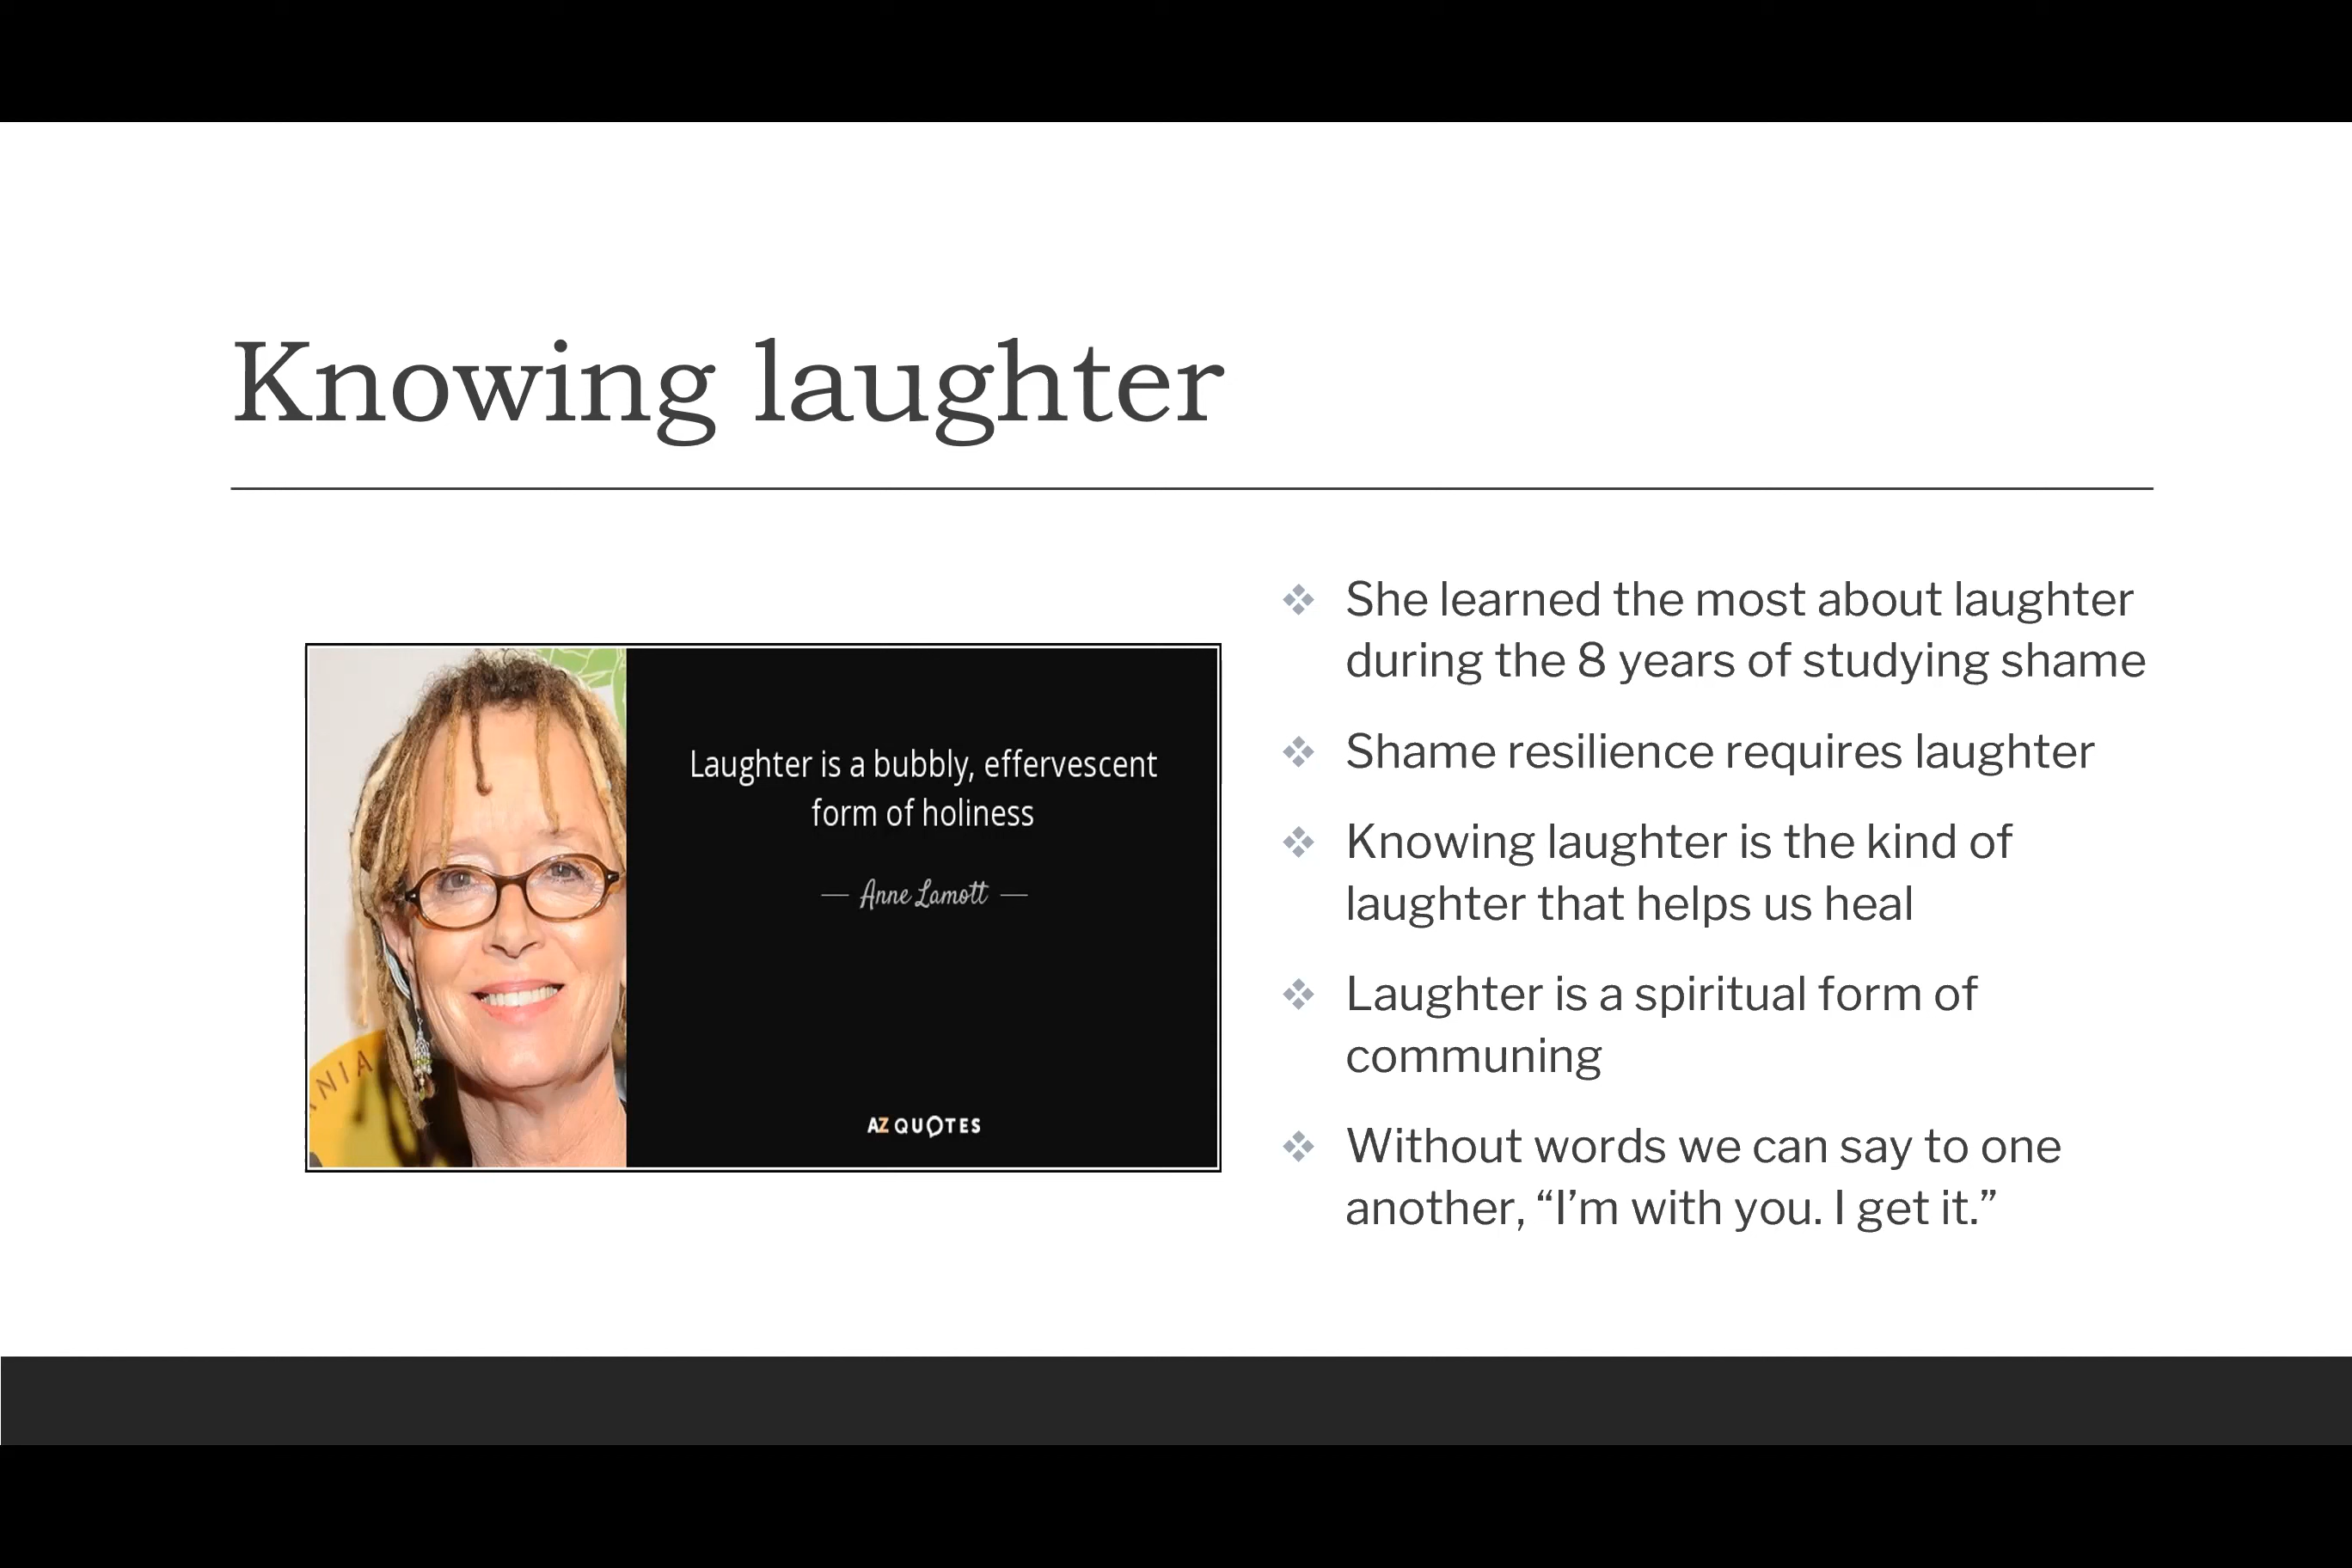 Knowing laughter
NIA
Laughter is a bubbly, effervescent
form of holiness
— Anne Lamott —
AZ QUOTES
She learned the most about laughter
during the 8 years of studying shame
Shame resilience requires laughter
Knowing laughter is the kind of
laughter that helps us heal
Laughter is a spiritual form of
communing
Without words we can say to one
another, “I’m with you. I get it.”